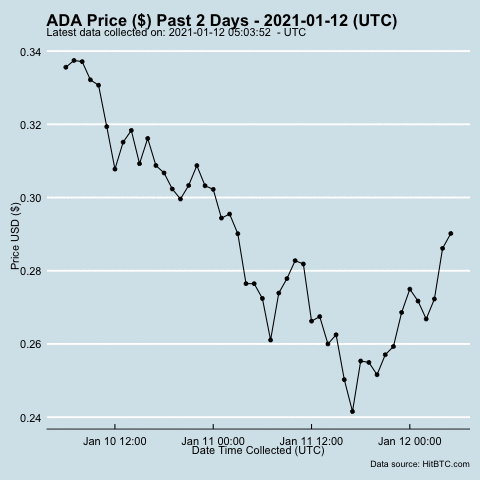 ADA Price ($) Past 2 Days - 2021-01-12 (UTC)
Latest data collected on: 2021-01-12 05:03:52 - UTC
0.34
0.32
0.30
0.28
0.26
0.24
Price USD ($)
Jan 10 12:00 Jan 11 00:00 Jan 11 12:00 Jan 12 00:00
Date Time Collected (UTC)
Data source: HitBTC.com